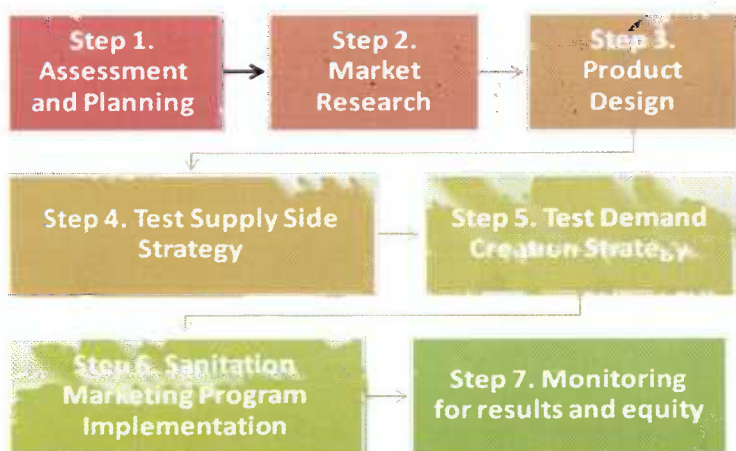 Step 1.
Assessment
and Planning
Step 2.
Market
Research
Step 3.
Product
Design
Step 4. Test Supply Side
Strategy
Step 5. Test Demand
Creation Strategy.
Step 6. Sanitation
Marketing Program
Implementation
Step 7. Monitoring
for results and equity